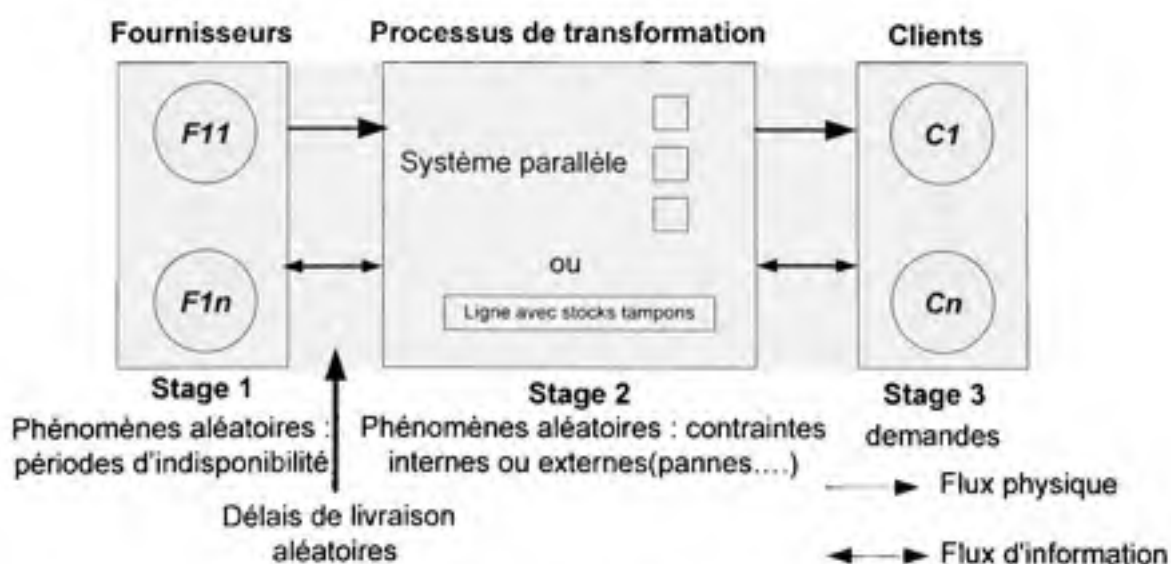 Fournisseurs
Processus de transformation
Clients
F11
F1n
Système parallèle
ou
Ligne avec stocks tampons
C1
Cn
Stage 1
Phénomènes aléatoires :
périodes d'indisponibilité
Délais de livraison
aléatoires
Stage 2
Phénomènes aléatoires : contraintes
internes ou externes(pannes....)
Stage 3
demandes
Flux physique
Flux d'information